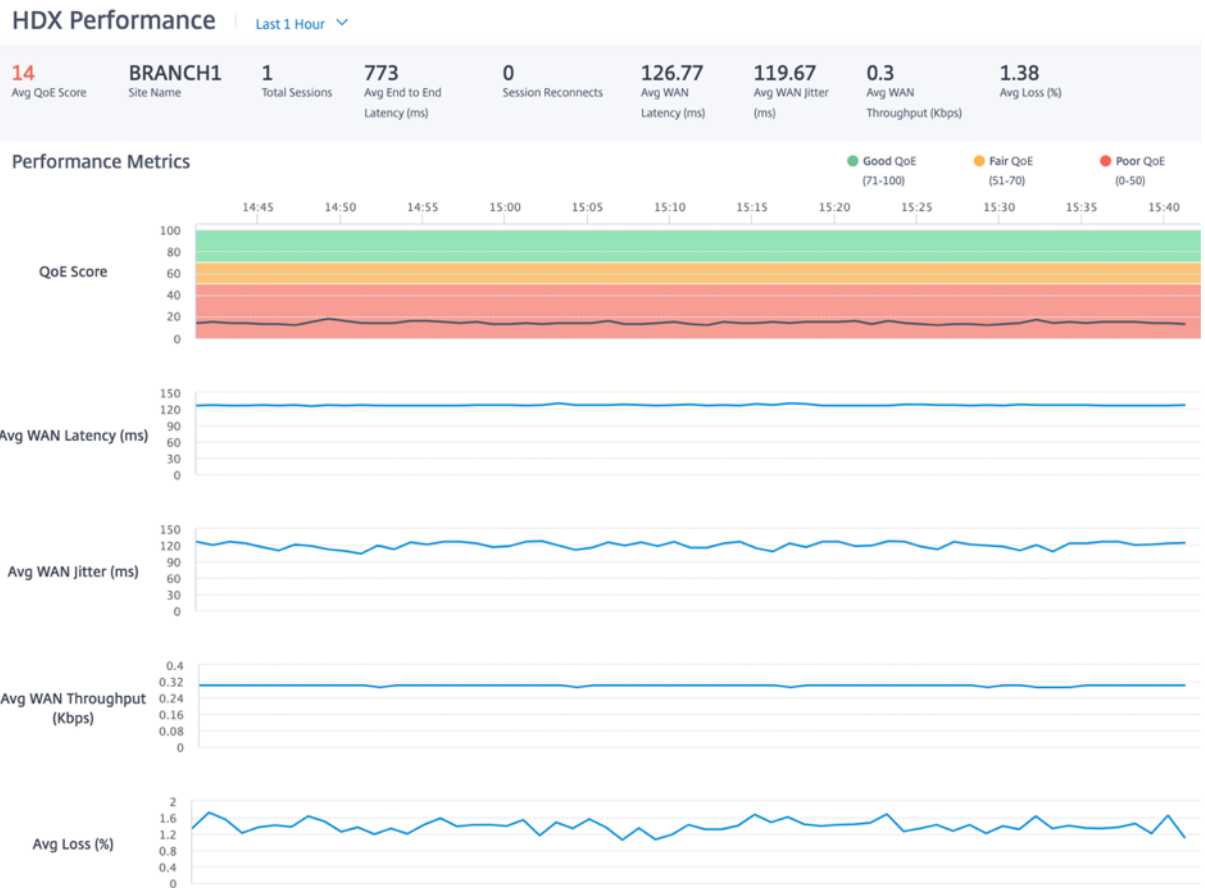 HDX Performance
Last 1 Hour
14
BRANCH1
1
773
0
126.77
119.67
0.3
1.38
Avg QoE Score
Site Name
Total Sessions
Avg End to End
Latency (ms)
Session Reconnects
Avg WAN
Latency (ms)
Avg WAN Jitter
(ms)
Avg WAN
Throughput (Kbps)
Avg Loss (%)
Performance Metrics
Good QoE
(71-100)
Fair QoE
(51-70)
Poor QoE
(0-50)
14:45 14:50 14:55 15:00 15:05 15:10 15:15 15:20 15:25 15:30 15:35 15:40
QoE Score
100
80
60
40
20
0
Avg WAN Latency (ms)
150
120
90
60
30
0
Avg WAN Jitter (ms)
150
120
90
60
30
0
Avg WAN Throughput
(Kbps)
0.4
0.32
0.24
0.16
0.08
0
Avg Loss (%)
2
1.6
1.2
0.8
0.4
0